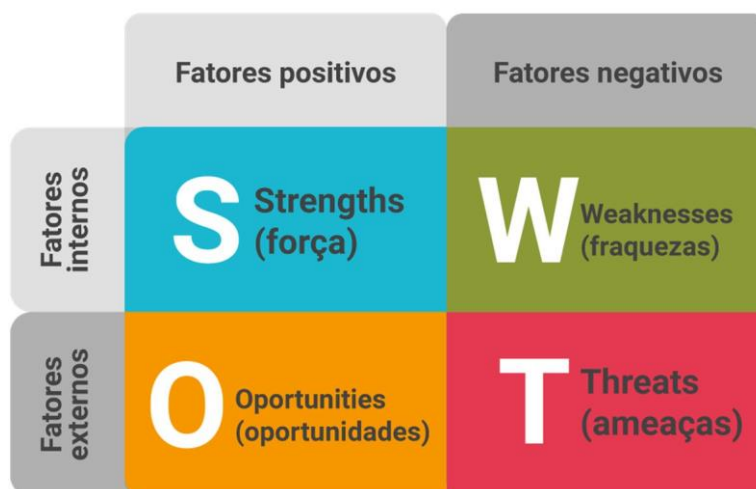 Fatores positivos
Fatores negativos
Fatores
internos
S
Strengths
(força)
W
Weaknesses
(fraquezas)
Fatores
externos
O
Oportunities
(oportunidades)
T
Threats
(ameaças)